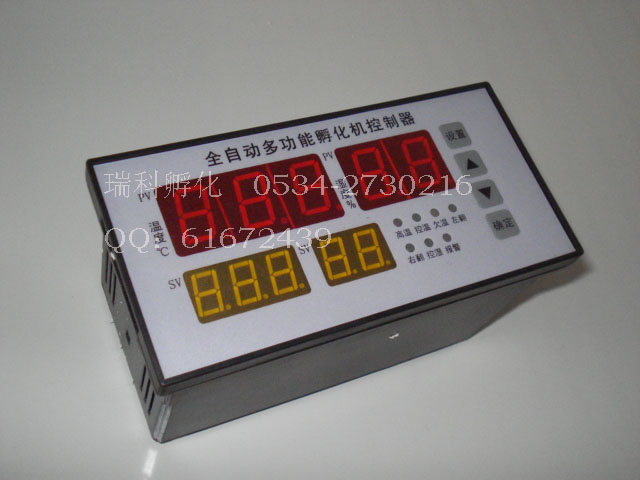 全自动多功能孵化机控制器
PV
PV
设置
瑞科孵化 0534-2730216
温度℃
湿度%
QQ: 61672439
高温 控温 欠温 左翻
确定
SV
SV
右翻 控湿 报警